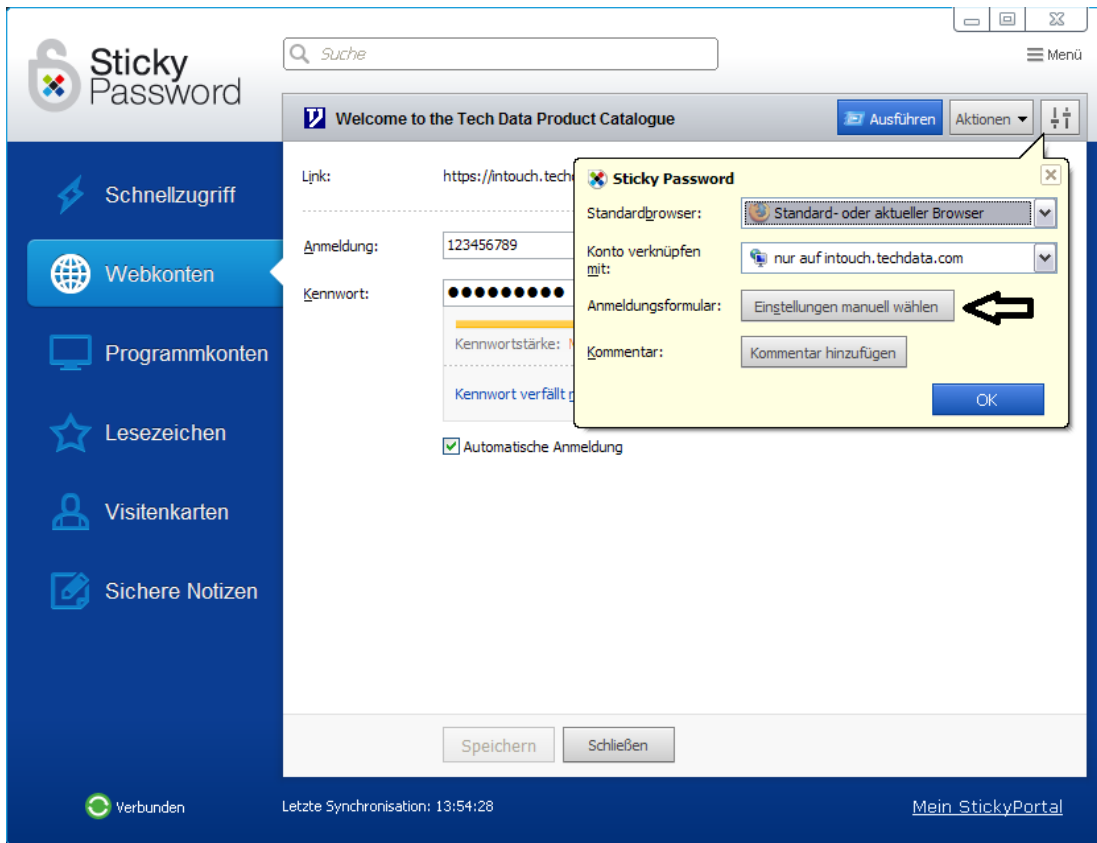 Sticky
Password
Suche
Menü
Welcome to the Tech Data Product Catalogue
Ausführen
Aktionen
Schnellzugriff
Webkonten
Programmkonten
Lesezeichen
Visitenkarten
Sichere Notizen
Link:
https://intouch.tech
Anmeldung:
123456789
Kennwort:
Kennwortstärke:
Kennwort verfällt
Automatische Anmeldung
Sticky Password
Standardbrowser:
Standard- oder aktueller Browser
Konto verknüpfen
mit:
nur auf intouch.techdata.com
Anmeldungsformular:
Einstellungen manuell wählen
Kommentar:
Kommentar hinzufügen
OK
Speichern
Schließen
Verbunden
Letzte Synchronisation: 13:54:28
Mein StickyPortal